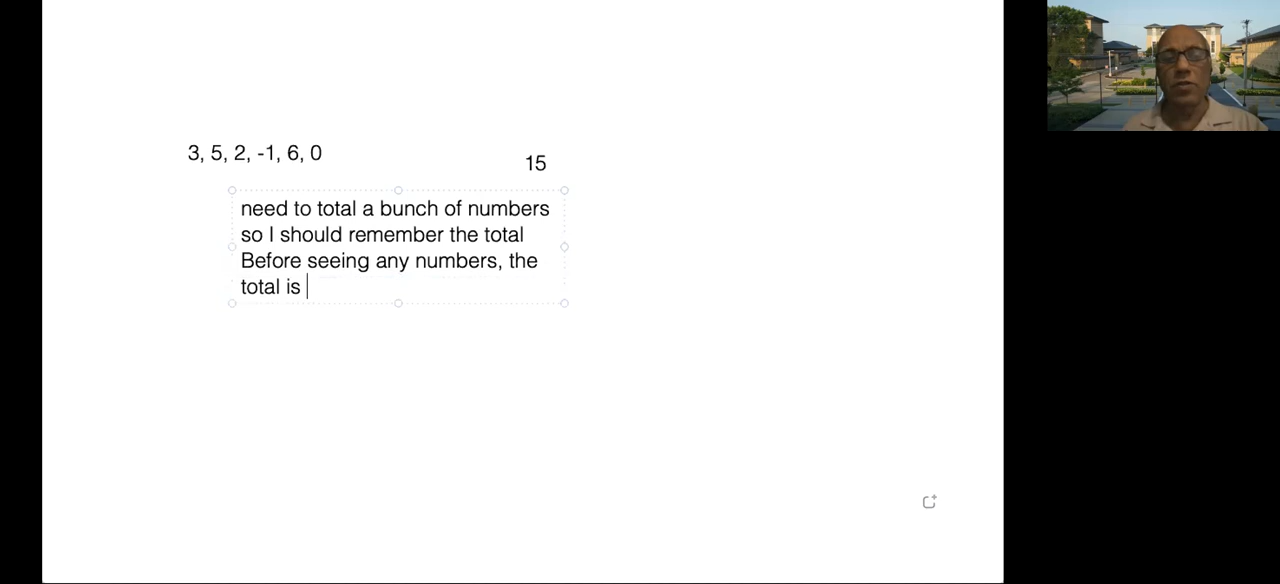 3, 5, 2, -1, 6, 0
15
need to total a bunch of numbers
so I should remember the total
Before seeing any numbers, the
total is